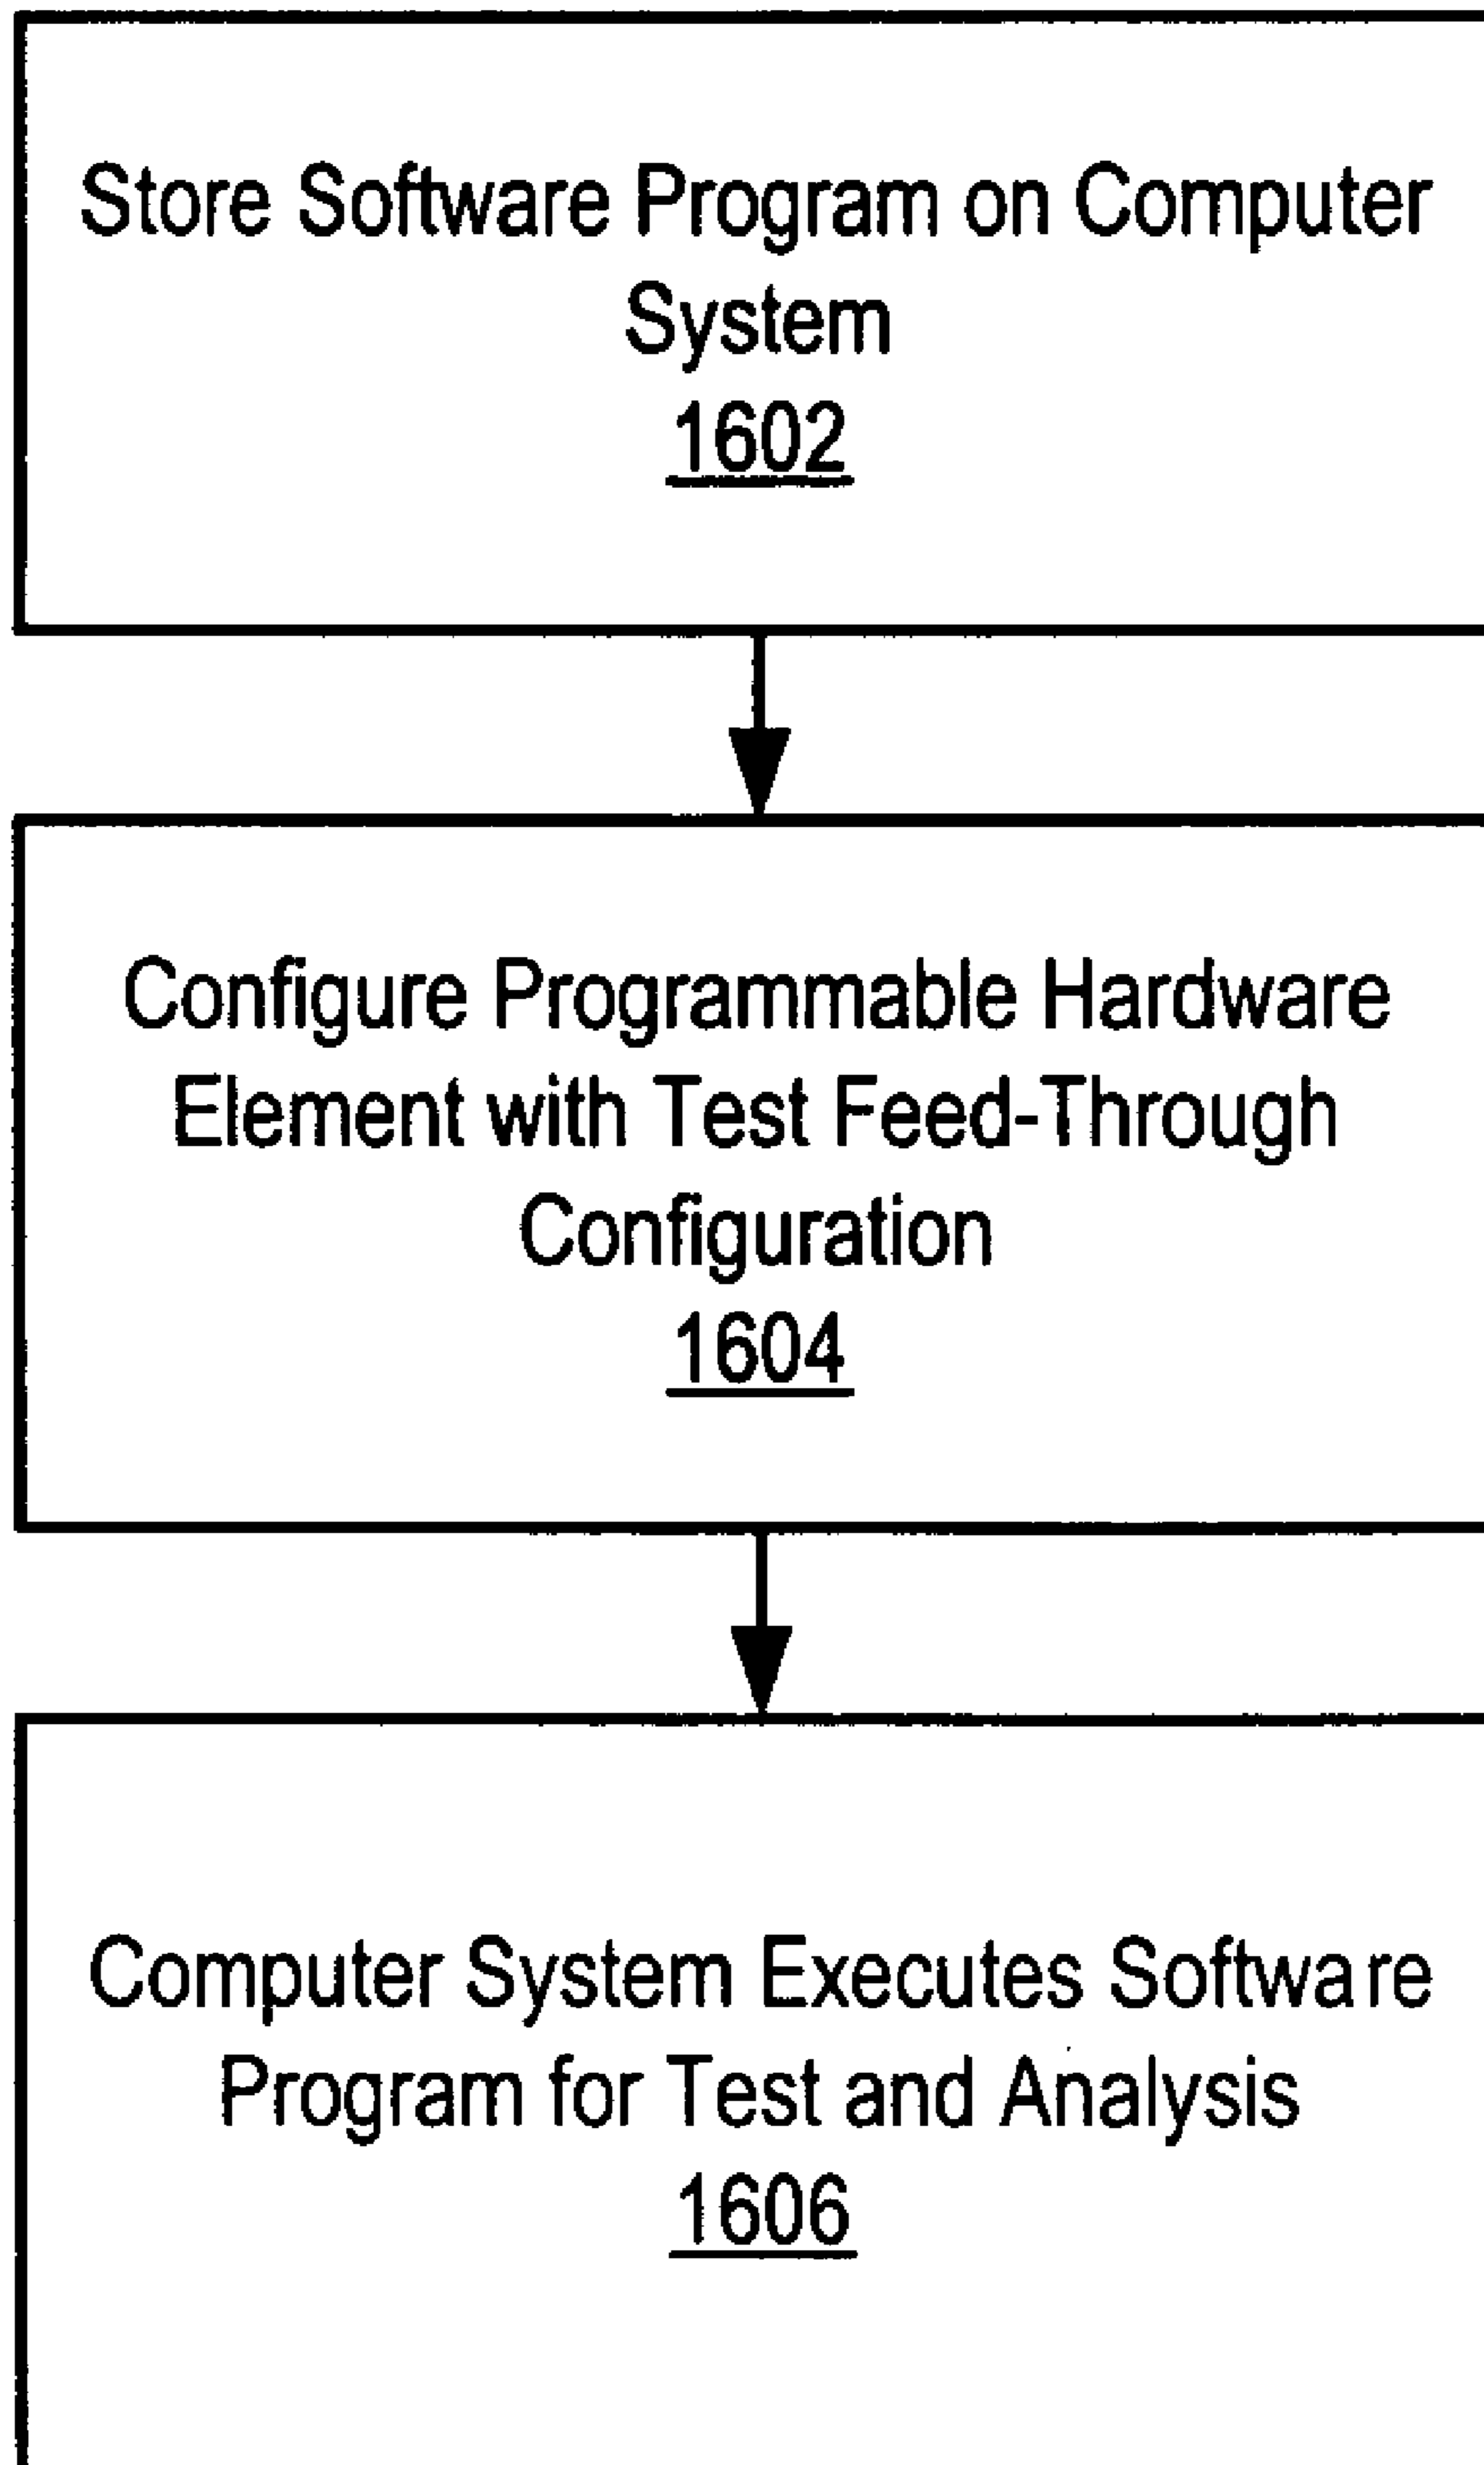 Store Software Program on Computer
System
1602
Configure Programmable Hardware
Element with Test Feed-Through
Configuration
1604
Computer System Executes Software
Program for Test and Analysis
1606